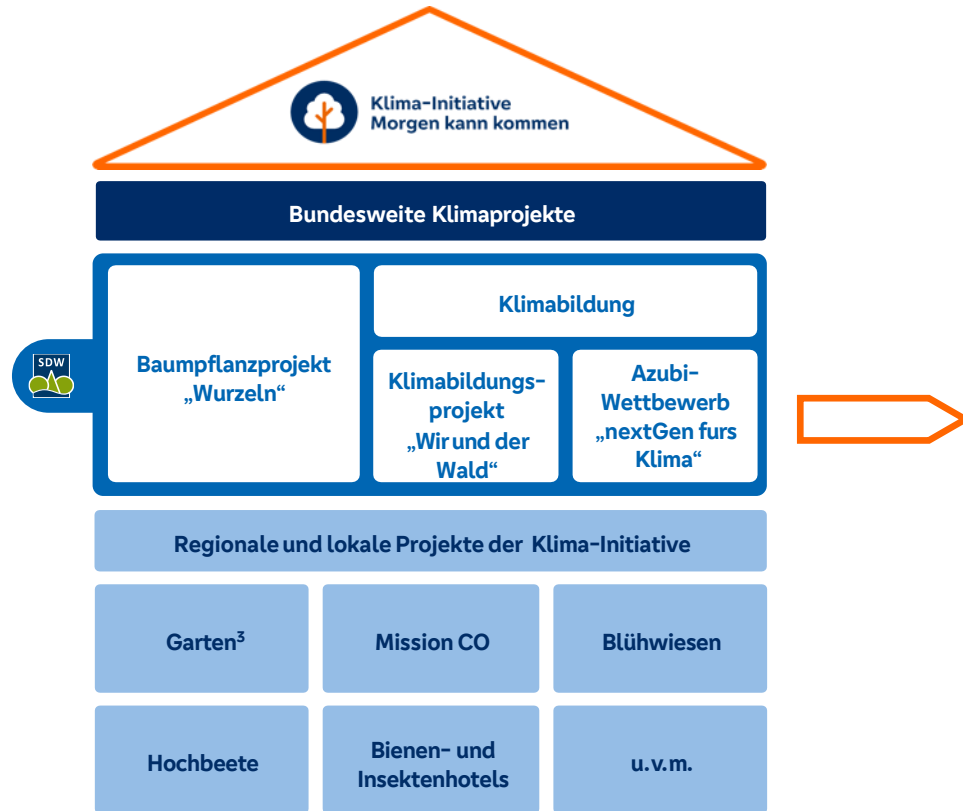 Klima-Initiative
Morgen kann kommen
Bundesweite Klimaprojekte
SDW
Baumpflanzprojekt
„Wurzeln“
Klimabildung
Klimabildungs-
projekt
„Wir und der
Wald“
Azubi-
Wettbewerb
„nextGen furs
Klima“
Regionale und lokale Projekte der Klima-Initiative
Garten³
Mission CO
Blühwiesen
Hochbeete
Bienen- und
Insektenhotels
u.v.m.